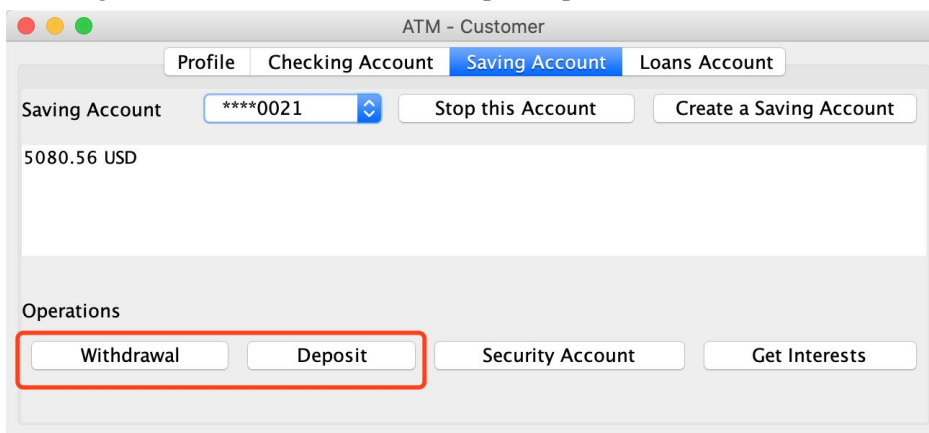 ATM - Customer
Profile Checking Account Saving Account Loans Account
Saving Account ****0021 Stop this Account Create a Saving Account
5080.56 USD
Operations
Withdrawal Deposit Security Account Get Interests